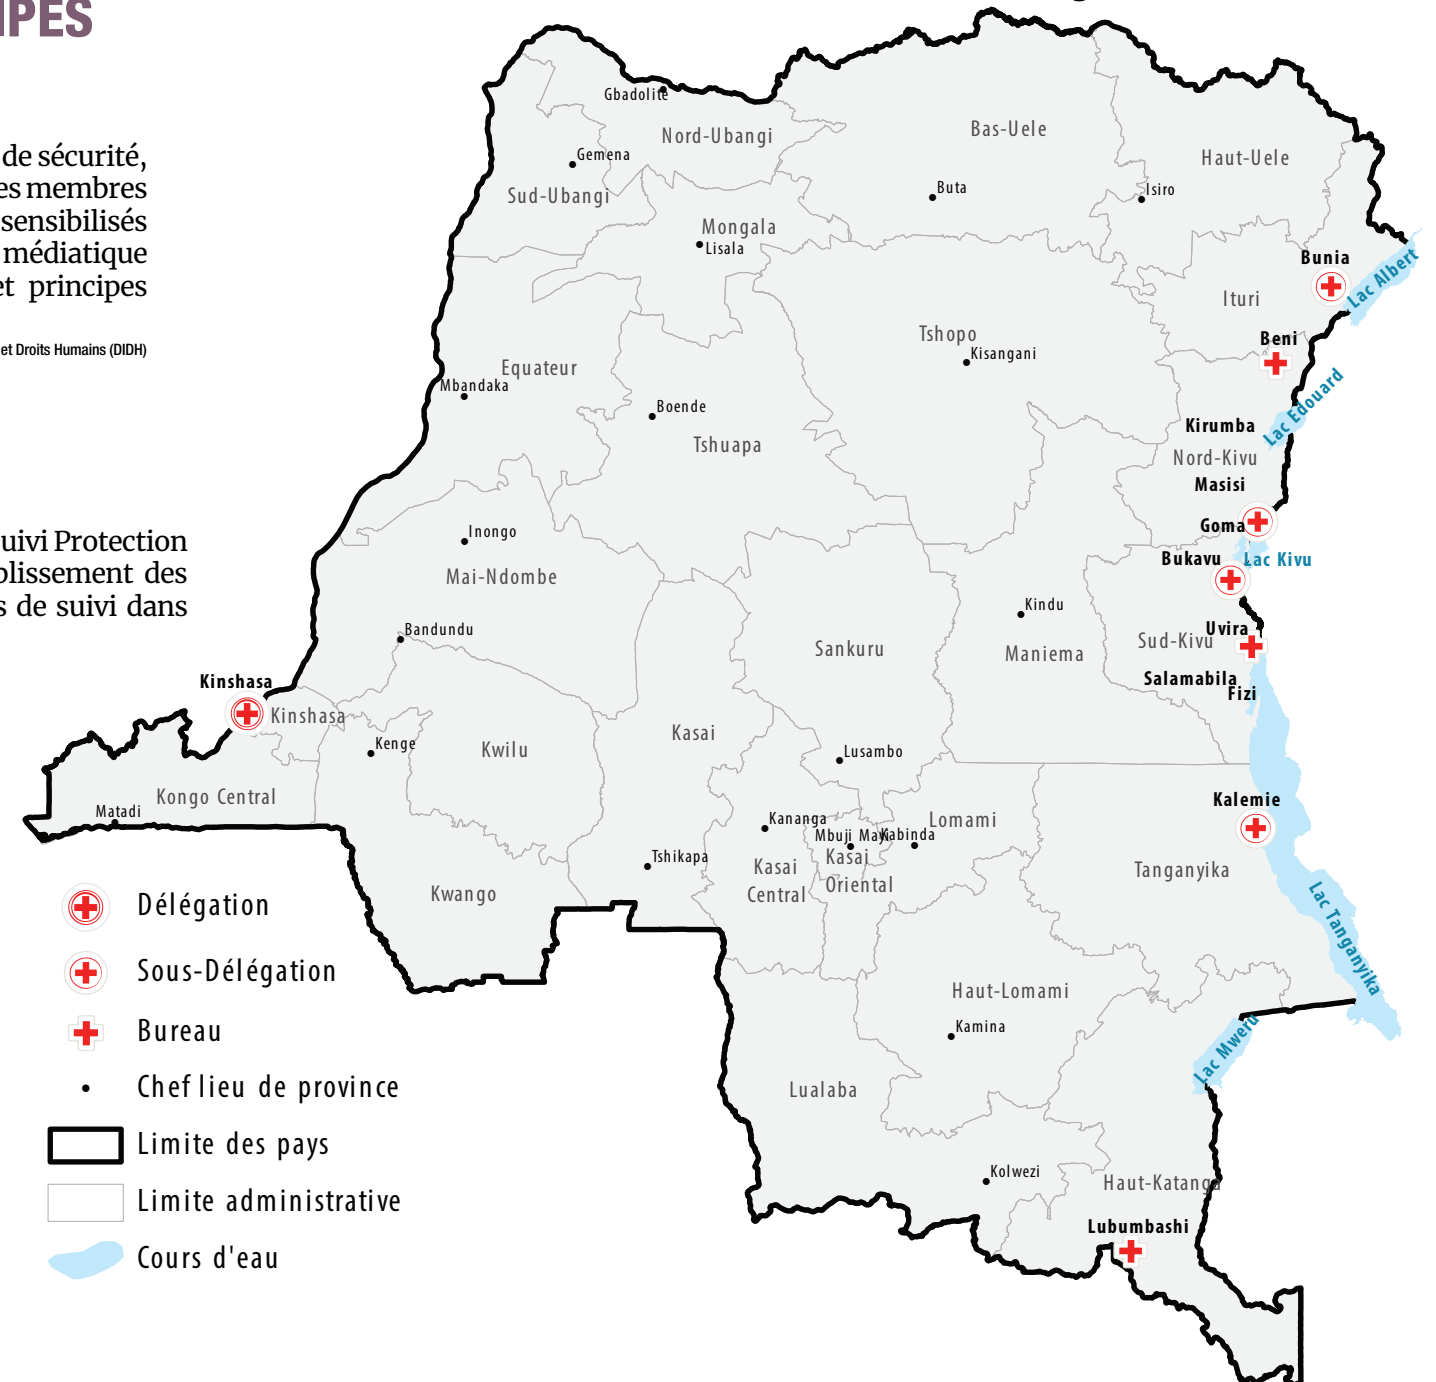 IPES
de sécurité,
es membres
sensibilisés
médiatique
et principes
et Droits Humains (DIDH)
uivi Protection
blissement des
s de suivi dans
Gbadolite
Nord-Ubangi
Bas-Uele
Haut-Uele
Gemena
Sud-Ubangi
Buta
Isiro
Mongala
Lisala
Bunia
Lac Albert
Ituri
Tshopo
Kisangani
Beni
Equateur
Mbandaka
Boende
Tshuapa
Lac Edouard
Kirumba
Nord-Kivu
Masisi
Goma
Inongo
Mai-Ndombe
Bukavu
Lac Kivu
Kindu
Bandundu
Sankuru
Maniema
Sud-Kivu
Uvira
Salamabila
Fizi
Kinshasa
Kinshasa
Kenge
Kwilu
Kasai
Lusambo
Kongo Central
Matadi
Kananga
Mbuji Mayi
Kabinda
Lomami
Kalemie
Tshikapa
Kasai
Central
Kasai
Oriental
Tanganyika
Kwango
Lac Tanganyika
Haut-Lomami
Kamina
Lac Mweru
Lualaba
Kolwezi
Haut-Katanga
Lubumbashi
Délégation
Sous-Délégation
Bureau
Chef lieu de province
Limite des pays
Limite administrative
Cours d'eau